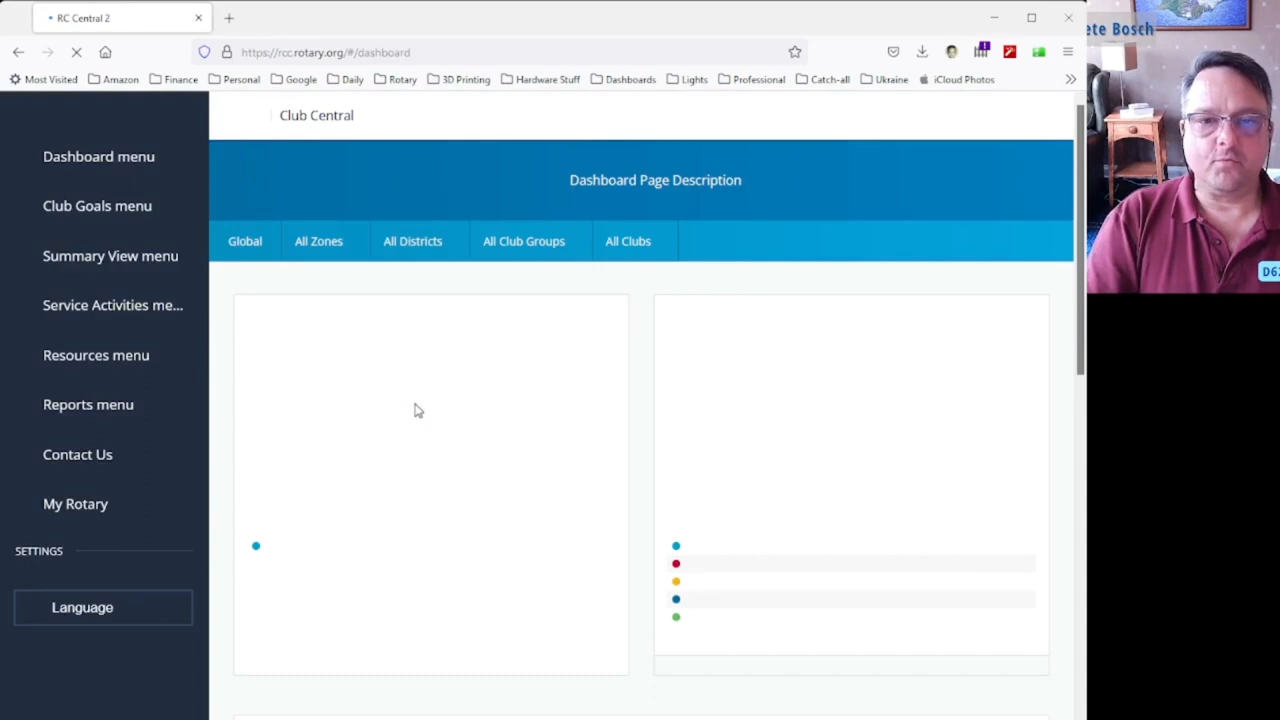 RC Central 2
https://rcc.rotary.org/#/dashboard
Most Visited Amazon Finance Personal Google Daily Rotary 3D Printing Hardware Stuff Dashboards Lights Professional Catch-all Ukraine iCloud Photos
Club Central
Dashboard Page Description
Global All Zones All Districts All Club Groups All Clubs
Dashboard menu
Club Goals menu
Summary View menu
Service Activities me...
Resources menu
Reports menu
Contact Us
My Rotary
SETTINGS
Language
ete Bosch
D62